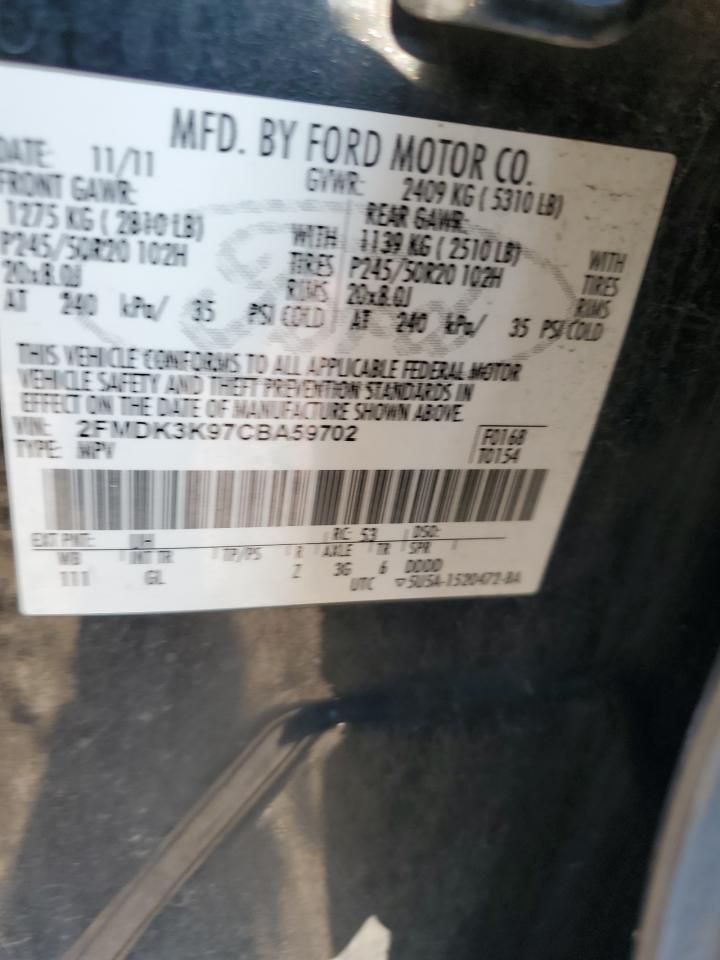 MFD. BY FORD MOTOR CO.
DATE: 11/11 GVWR: 2409 KG ( 5310 LB)
FRONT GAWR: REAR GAWR:
1275 KG ( 2810 LB) WITH 1139 KG ( 2510 LB) WITH
P245/50R20 102H TIRES P245/50R20 102H TIRES
20x8.0J RIMS 20x8.0J RIMS
AT 240 kPa/ 35 PSI COLD AT 240 kPa/ 35 PSI COLD
THIS VEHICLE CONFORMS TO ALL APPLICABLE FEDERAL MOTOR
VEHICLE SAFETY AND THEFT PREVENTION STANDARDS IN
EFFECT ON THE DATE OF MANUFACTURE SHOWN ABOVE.
VIN: 2FMDK3K97CBA59702 F0168
TYPE: MPV T0154
EXT PNT: UH RC: 53 DSO:
WB INT TR TP/PS R AXLE TR SPR
111 GL Z 3G 6 DDDD
UTC ▽5U5A-1520472-BA